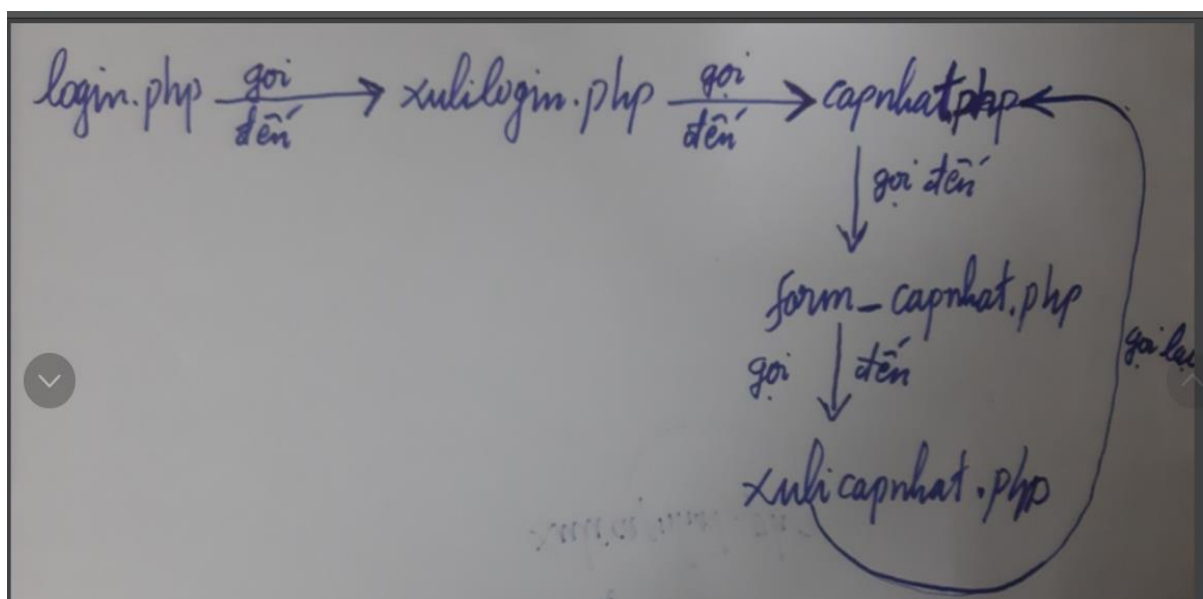 login.php gọi đến xulilogin.php gọi đến capnhat.php
gọi đến
form_capnhat.php
gọi đến
gọi lại
xulicapnhat.php